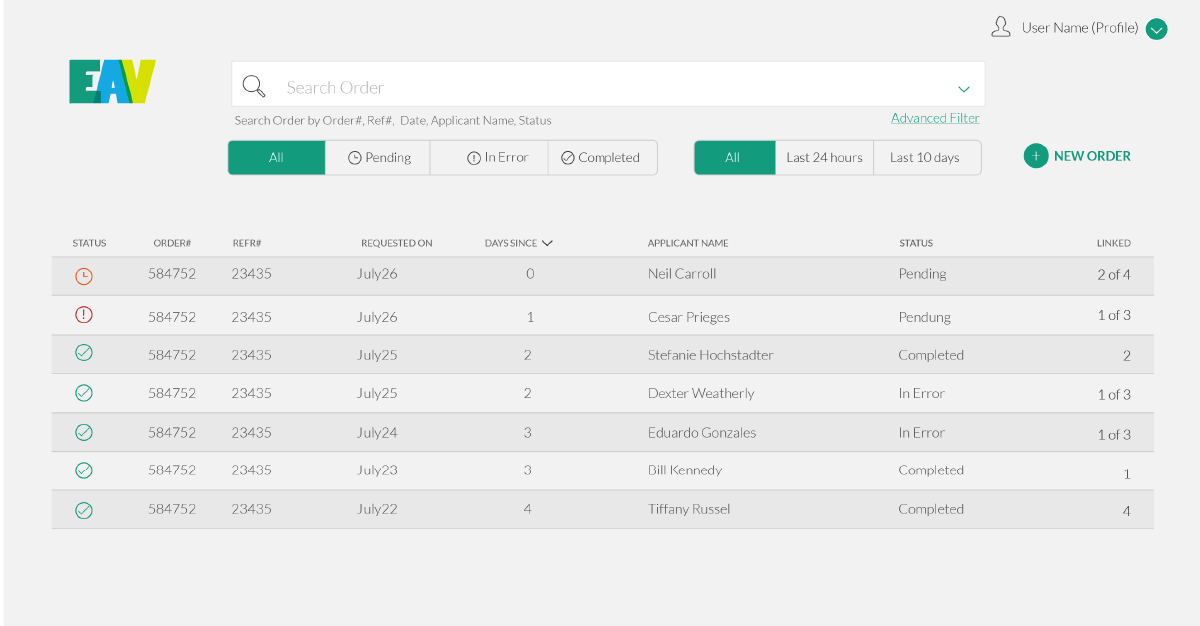 User Name (Profile)
EAV
Search Order
Search Order by Order#, Ref#, Date, Applicant Name, Status
Advanced Filter
All Pending In Error Completed All Last 24 hours Last 10 days + NEW ORDER
STATUS ORDER# REFR# REQUESTED ON DAYS SINCE APPLICANT NAME STATUS LINKED
584752 23435 July26 0 Neil Carroll Pending 2 of 4
584752 23435 July26 1 Cesar Prieges Pendung 1 of 3
584752 23435 July25 2 Stefanie Hochstadter Completed 2
584752 23435 July25 2 Dexter Weatherly In Error 1 of 3
584752 23435 July24 3 Eduardo Gonzales In Error 1 of 3
584752 23435 July23 3 Bill Kennedy Completed 1
584752 23435 July22 4 Tiffany Russel Completed 4